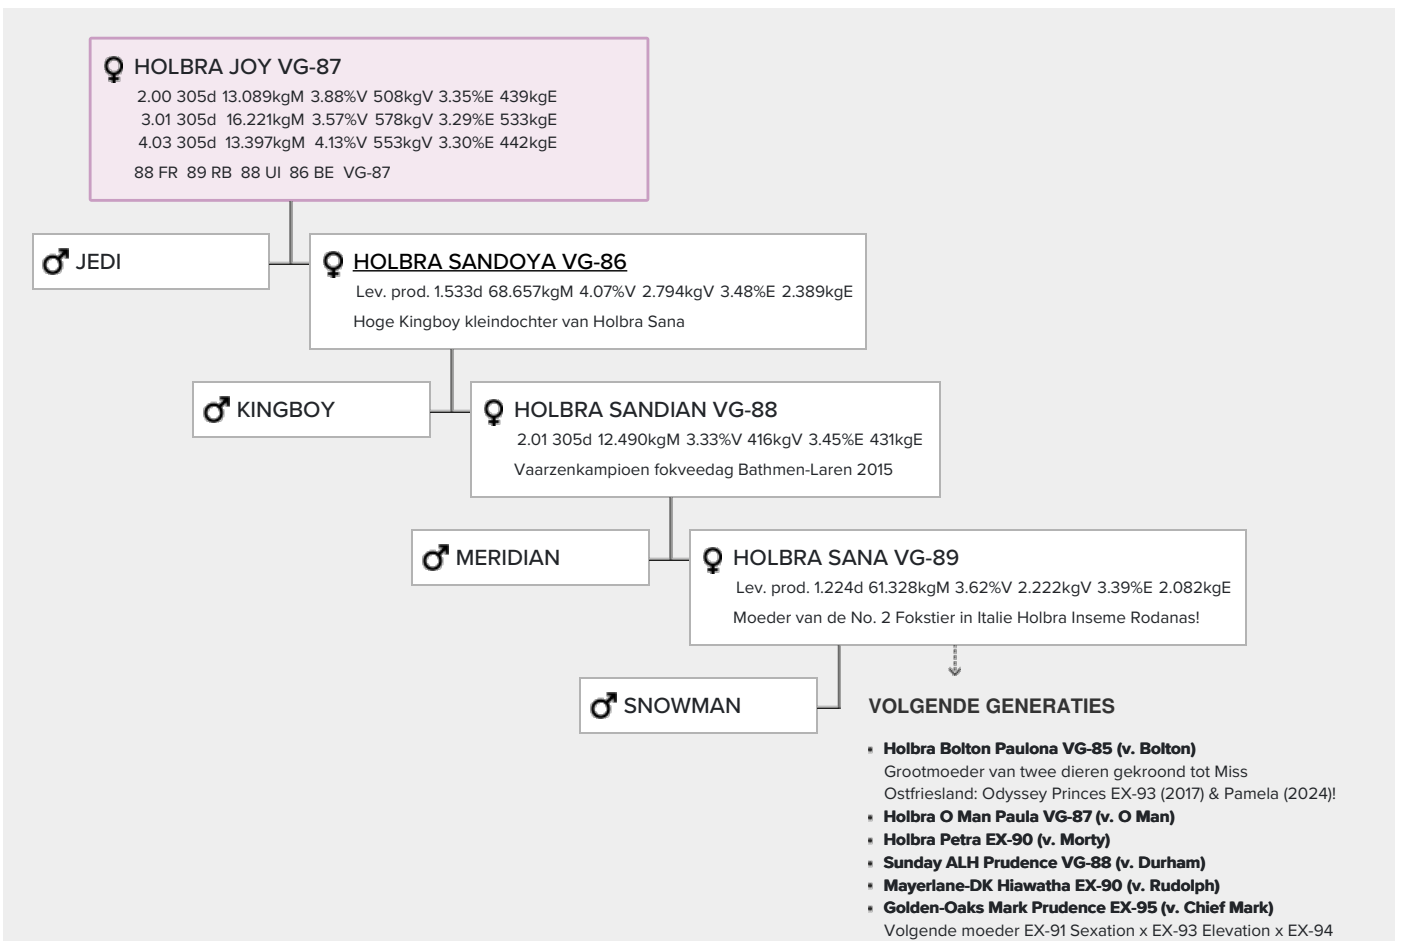 HOLBRA JOY VG-87
2.00 305d 13.089kgM 3.88%V 508kgV 3.35%E 439kgE
3.01 305d 16.221kgM 3.57%V 578kgV 3.29%E 533kgE
4.03 305d 13.397kgM 4.13%V 553kgV 3.30%E 442kgE
88 FR 89 RB 88 UI 86 BE VG-87
JEDI
HOLBRA SANDOYA VG-86
Lev. prod. 1.533d 68.657kgM 4.07%V 2.794kgV 3.48%E 2.389kgE
Hoge Kingboy kleindochter van Holbra Sana
KINGBOY
HOLBRA SANDIAN VG-88
2.01 305d 12.490kgM 3.33%V 416kgV 3.45%E 431kgE
Vaarzenkampioen fokveedag Bathmen-Laren 2015
MERIDIAN
HOLBRA SANA VG-89
Lev. prod. 1.224d 61.328kgM 3.62%V 2.222kgV 3.39%E 2.082kgE
Moeder van de No. 2 Fokstier in Italie Holbra Inseme Rodanas!
SNOWMAN
VOLGENDE GENERATIES
▪ Holbra Bolton Paulona VG-85 (v. Bolton)
Grootmoeder van twee dieren gekroond tot Miss
Ostfriesland: Odyssey Princes EX-93 (2017) & Pamela (2024)!
▪ Holbra O Man Paula VG-87 (v. O Man)
▪ Holbra Petra EX-90 (v. Morty)
▪ Sunday ALH Prudence VG-88 (v. Durham)
▪ Mayerlane-DK Hiawatha EX-90 (v. Rudolph)
▪ Golden-Oaks Mark Prudence EX-95 (v. Chief Mark)
Volgende moeder EX-91 Sexation x EX-93 Elevation x EX-94